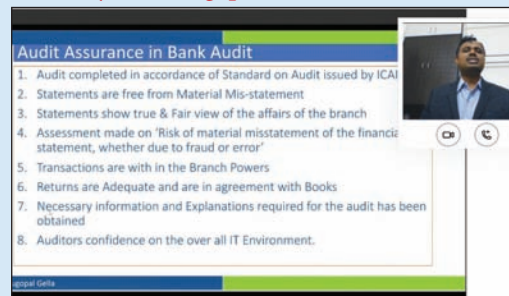 Audit Assurance in Bank Audit
1. Audit completed in accordance of Standard on Audit issued by ICAI
2. Statements are free from Material Mis-statement
3. Statements show true & Fair view of the affairs of the branch
4. Assessment made on 'Risk of material misstatement of the financial
statement, whether due to fraud or error'
5. Transactions are with in the Branch Powers
6. Returns are Adequate and are in agreement with Books
7. Necessary information and Explanations required for the audit has been
obtained
8. Auditors confidence on the over all IT Environment.
ugopal Gella